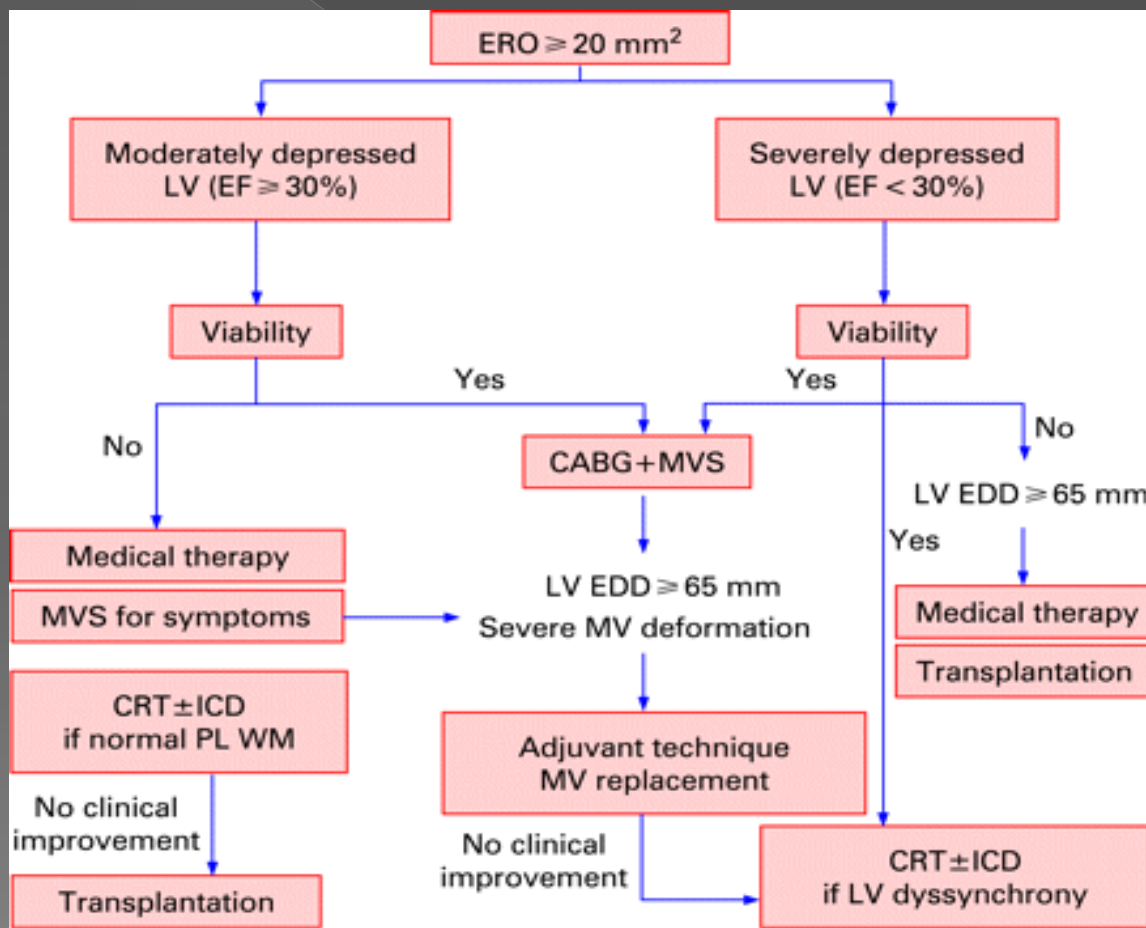 ERO ⩾ 20 mm²
Moderately depressed
LV (EF ⩾ 30%)
Severely depressed
LV (EF < 30%)
Viability
Viability
Yes
Yes
No
No
CABG+MVS
LV EDD ⩾ 65 mm
Yes
Medical therapy
MVS for symptoms
LV EDD ⩾ 65 mm
Severe MV deformation
Medical therapy
Transplantation
CRT±ICD
if normal PL WM
Adjuvant technique
MV replacement
No clinical
improvement
No clinical
improvement
CRT±ICD
if LV dyssynchrony
Transplantation